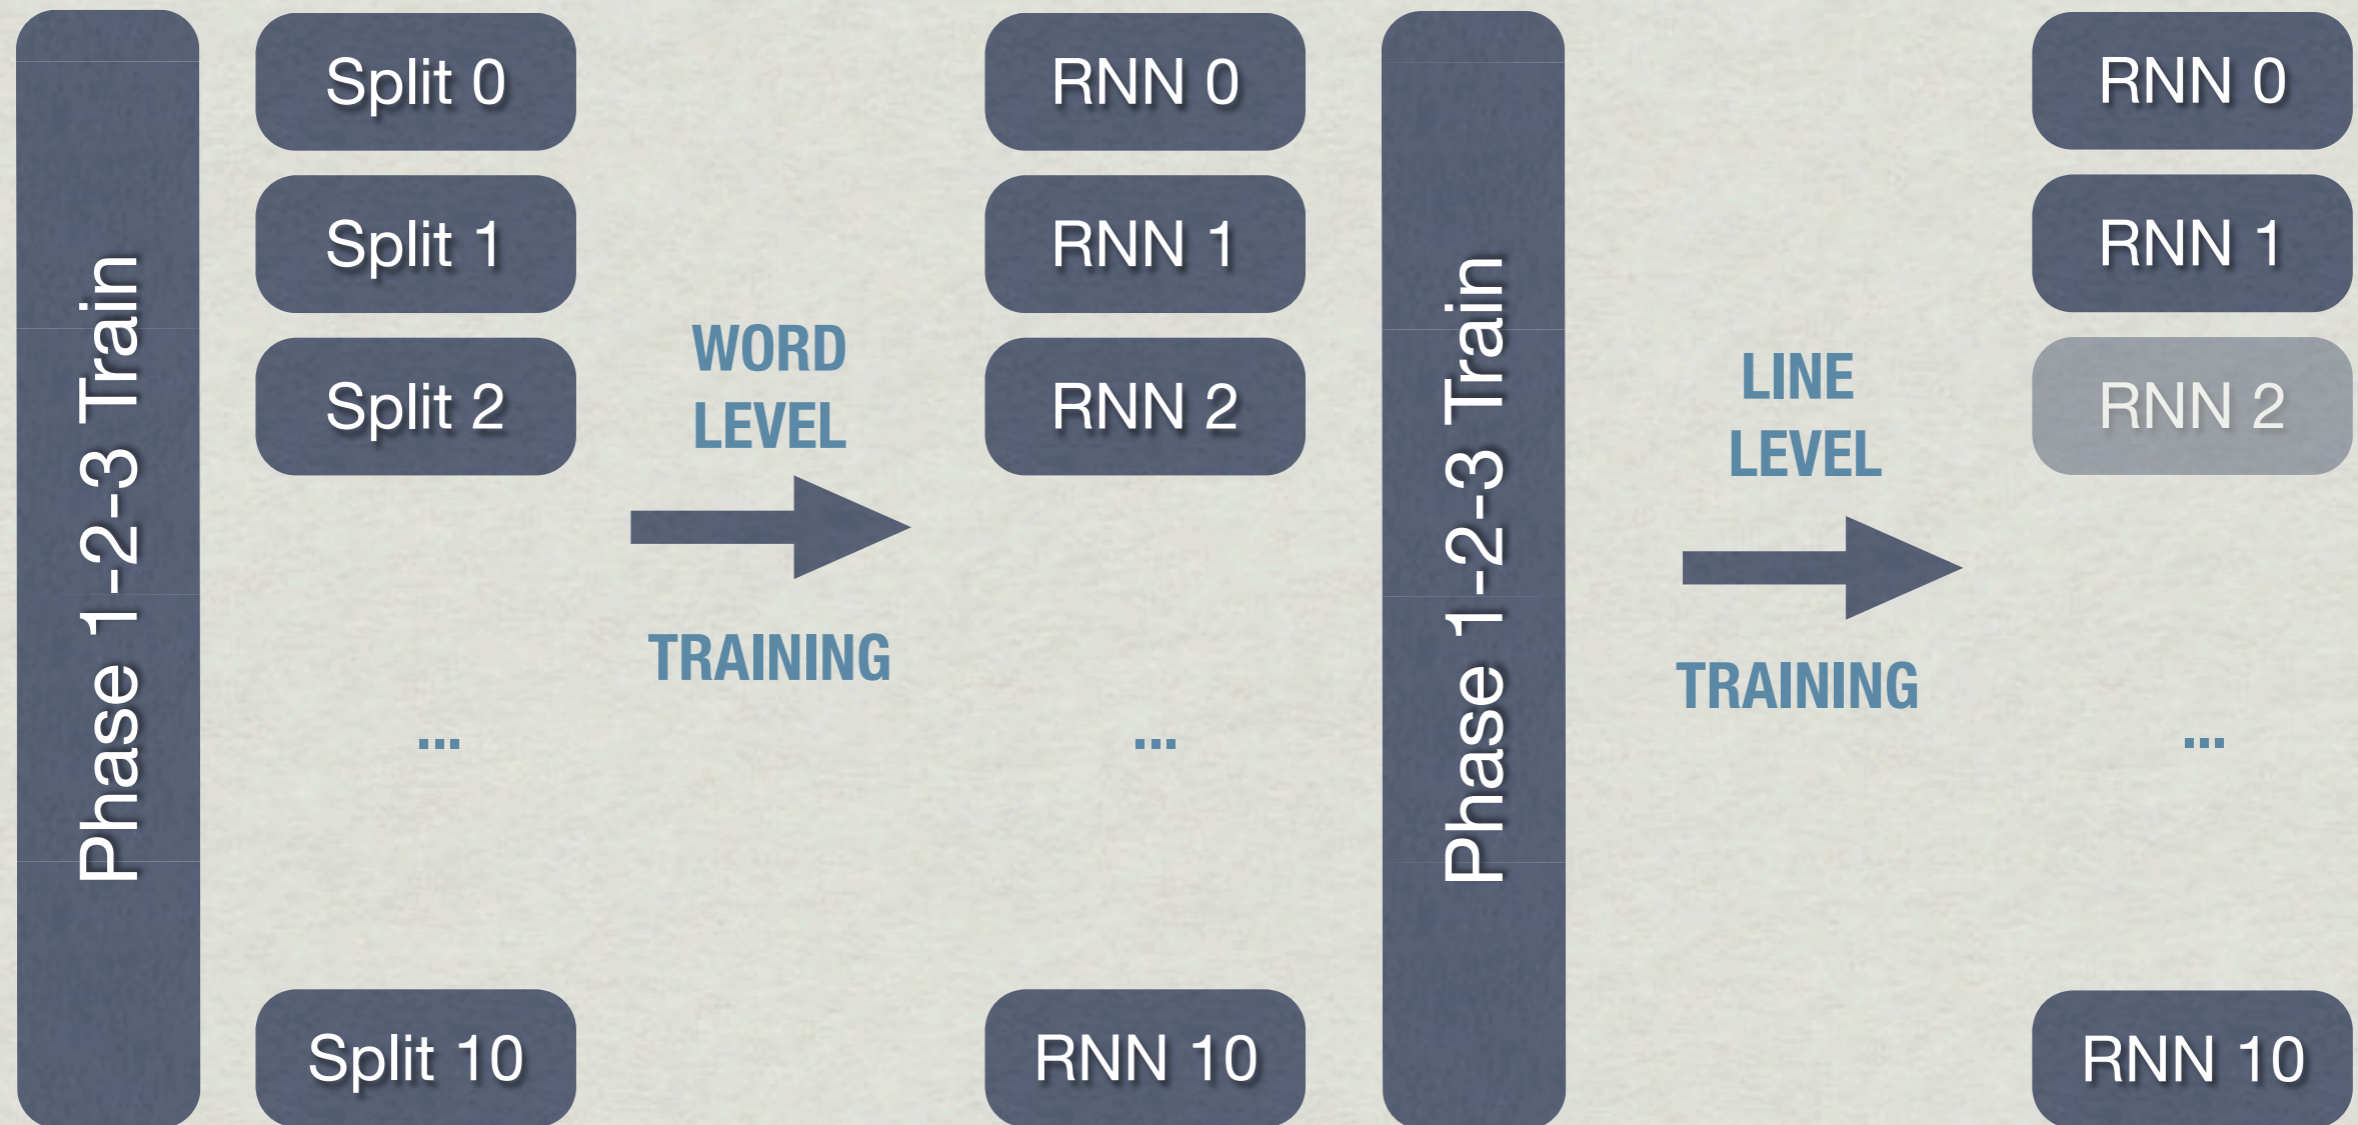 Phase 1-2-3 Train
Split 0
Split 1
Split 2
...
Split 10
WORD
LEVEL
TRAINING
RNN 0
RNN 1
RNN 2
...
RNN 10
Phase 1-2-3 Train
LINE
LEVEL
TRAINING
RNN 0
RNN 1
RNN 2
...
RNN 10